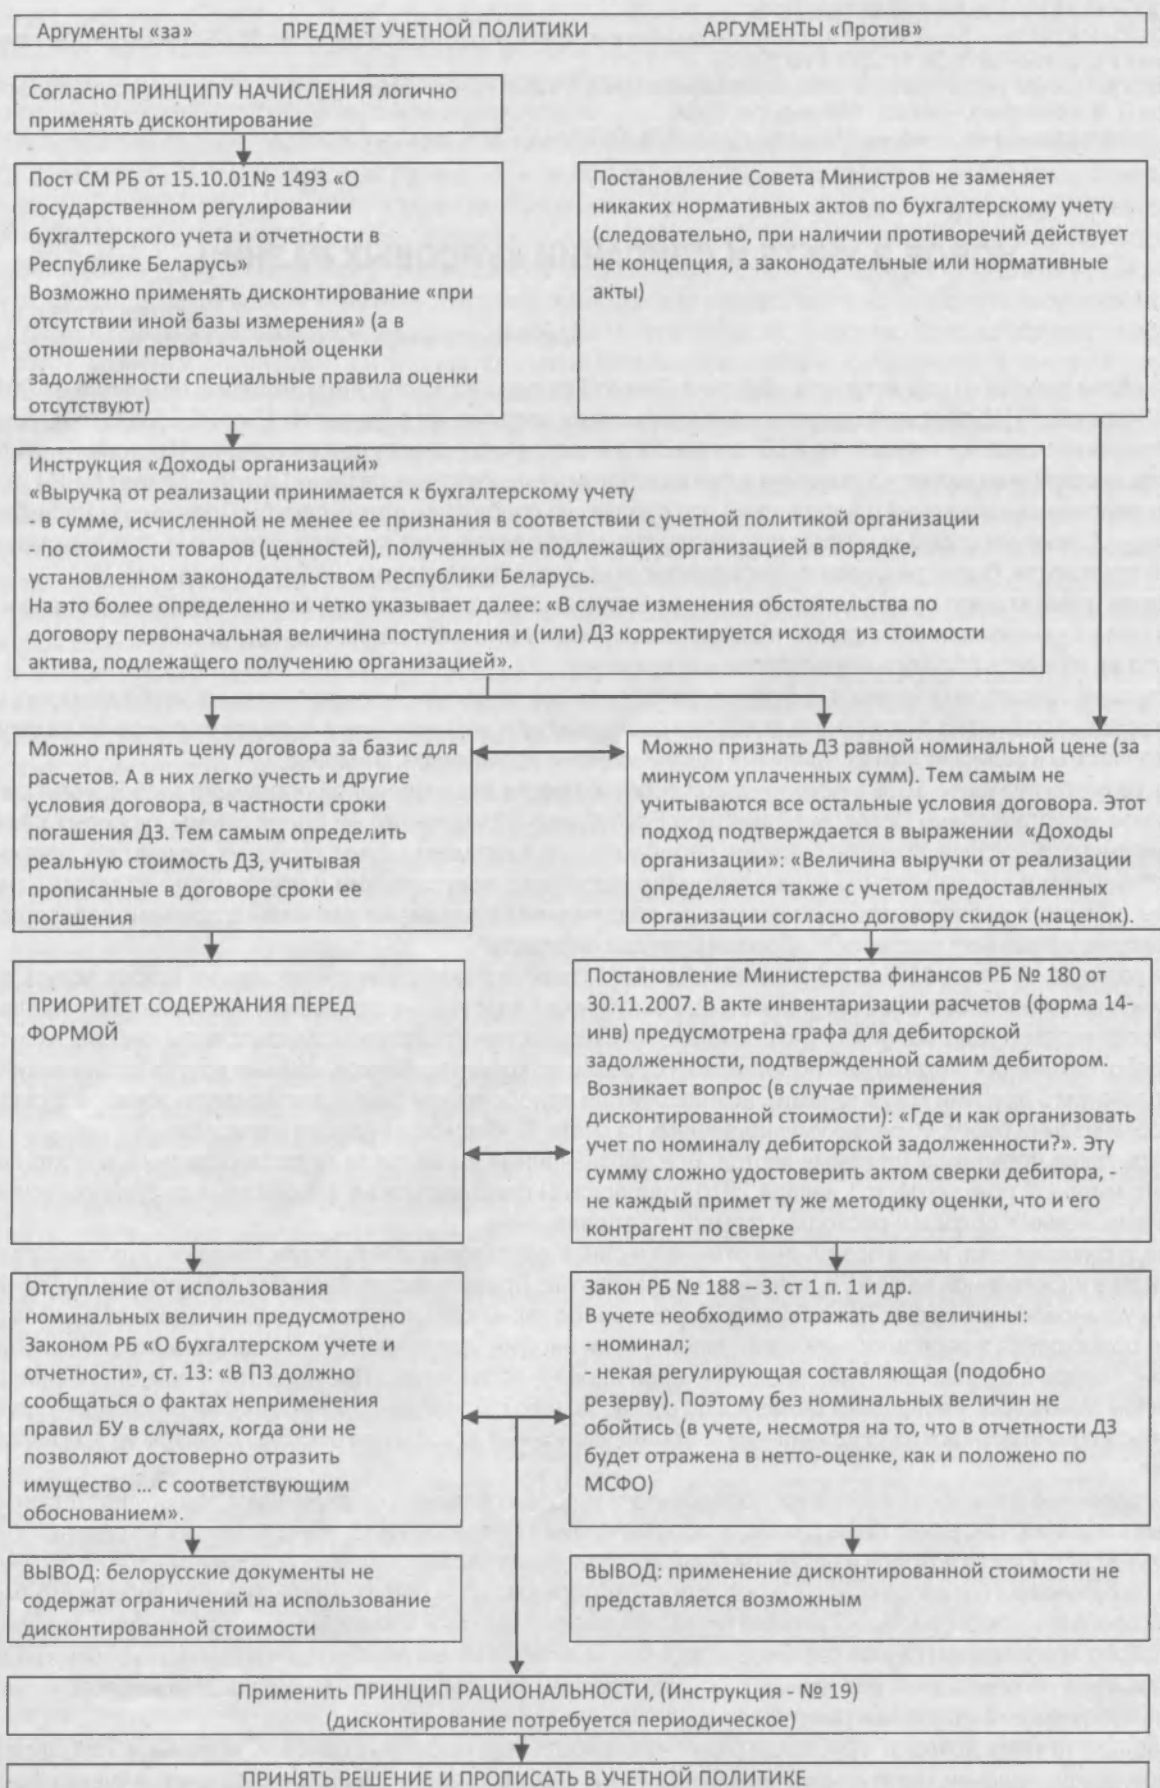 Аргументы «за» ПРЕДМЕТ УЧЕТНОЙ ПОЛИТИКИ АРГУМЕНТЫ «Против»
Согласно ПРИНЦИПУ НАЧИСЛЕНИЯ логично
применять дисконтирование
Пост СМ РБ от 15.10.01№ 1493 «О
государственном регулировании
бухгалтерского учета и отчетности в
Республике Беларусь»
Возможно применять дисконтирование «при
отсутствии иной базы измерения» (а в
отношении первоначальной оценки
задолженности специальные правила оценки
отсутствуют)
Постановление Совета Министров не заменяет
никаких нормативных актов по бухгалтерскому учету
(следовательно, при наличии противоречий действует
не концепция, а законодательные или нормативные
акты)
Инструкция «Доходы организаций»
«Выручка от реализации принимается к бухгалтерскому учету
- в сумме, исчисленной не менее ее признания в соответствии с учетной политикой организации
- по стоимости товаров (ценностей), полученных не подлежащих организацией в порядке,
установленном законодательством Республики Беларусь.
На это более определенно и четко указывает далее: «В случае изменения обстоятельства по
договору первоначальная величина поступления и (или) ДЗ корректируется исходя из стоимости
актива, подлежащего получению организацией».
Можно принять цену договора за базис для
расчетов. А в них легко учесть и другие
условия договора, в частности сроки
погашения ДЗ. Тем самым определить
реальную стоимость ДЗ, учитывая
прописанные в договоре сроки ее
погашения
Можно признать ДЗ равной номинальной цене (за
минусом уплаченных сумм). Тем самым не
учитываются все остальные условия договора. Этот
подход подтверждается в выражении «Доходы
организации»: «Величина выручки от реализации
определяется также с учетом предоставленных
организации согласно договору скидок (наценок).
ПРИОРИТЕТ СОДЕРЖАНИЯ ПЕРЕД
ФОРМОЙ
Постановление Министерства финансов РБ № 180 от
30.11.2007. В акте инвентаризации расчетов (форма 14-
инв) предусмотрена графа для дебиторской
задолженности, подтвержденной самим дебитором.
Возникает вопрос (в случае применения
дисконтированной стоимости): «Где и как организовать
учет по номиналу дебиторской задолженности?». Эту
сумму сложно удостоверить актом сверки дебитора, -
не каждый примет ту же методику оценки, что и его
контрагент по сверке
Отступление от использования
номинальных величин предусмотрено
Законом РБ «О бухгалтерском учете и
отчетности», ст. 13: «В ПЗ должно
сообщаться о фактах неприменения
правил БУ в случаях, когда они не
позволяют достоверно отразить
имущество ... с соответствующим
обоснованием».
Закон РБ № 188 – 3. ст 1 п. 1 и др.
В учете необходимо отражать две величины:
- номинал;
- некая регулирующая составляющая (подобно
резерву). Поэтому без номинальных величин не
обойтись (в учете, несмотря на то, что в отчетности ДЗ
будет отражена в нетто-оценке, как и положено по
МСФО)
ВЫВОД: белорусские документы не
содержат ограничений на использование
дисконтированной стоимости
ВЫВОД: применение дисконтированной стоимости не
представляется возможным
Применить ПРИНЦИП РАЦИОНАЛЬНОСТИ, (Инструкция - № 19)
(дисконтирование потребуется периодическое)
ПРИНЯТЬ РЕШЕНИЕ И ПРОПИСАТЬ В УЧЕТНОЙ ПОЛИТИКЕ